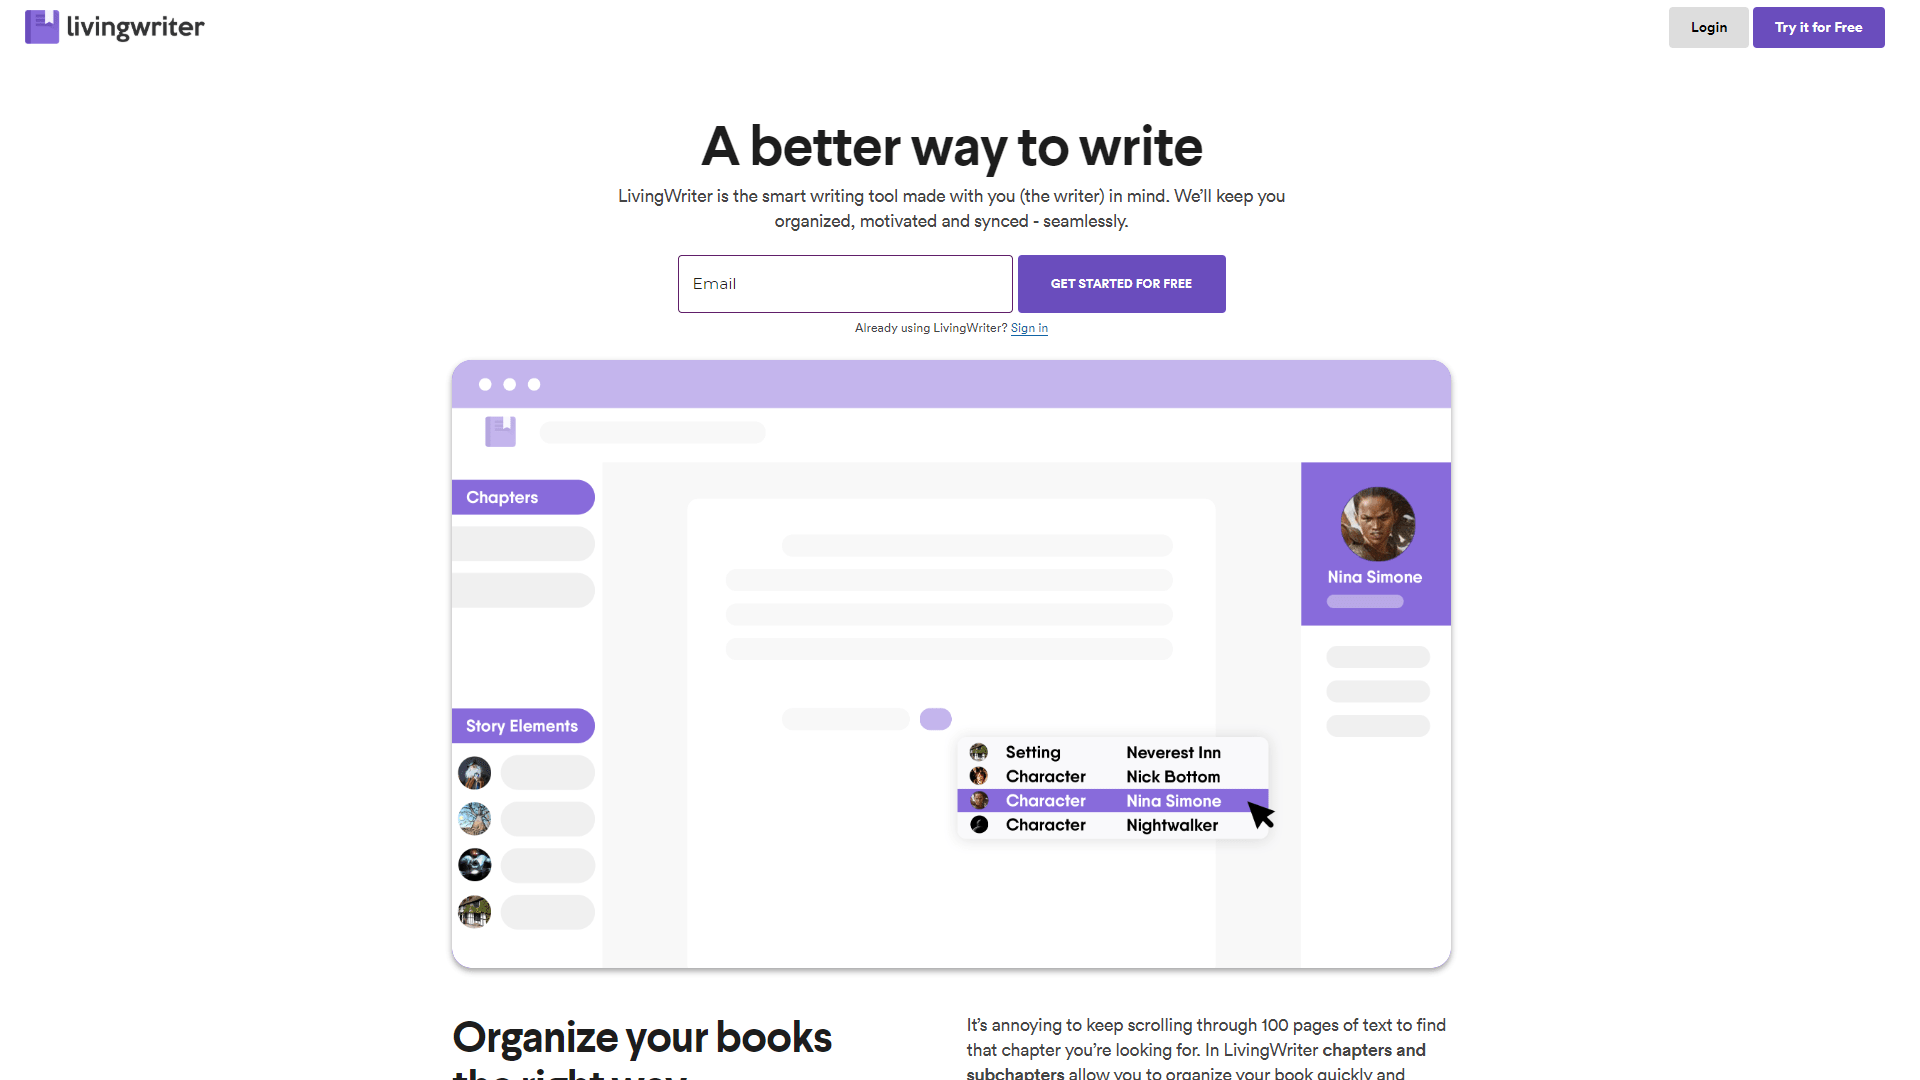 livingwriter
Login
Try it for Free
A better way to write
LivingWriter is the smart writing tool made with you (the writer) in mind. We’ll keep you
organized, motivated and synced - seamlessly.
Email
GET STARTED FOR FREE
Already using LivingWriter? Sign in
Chapters
Nina Simone
Story Elements
Setting Neverest Inn
Character Nick Bottom
Character Nina Simone
Character Nightwalker
Organize your books
the right way
It’s annoying to keep scrolling through 100 pages of text to find
that chapter you’re looking for. In LivingWriter chapters and
subchapters allow you to organize your book quickly and